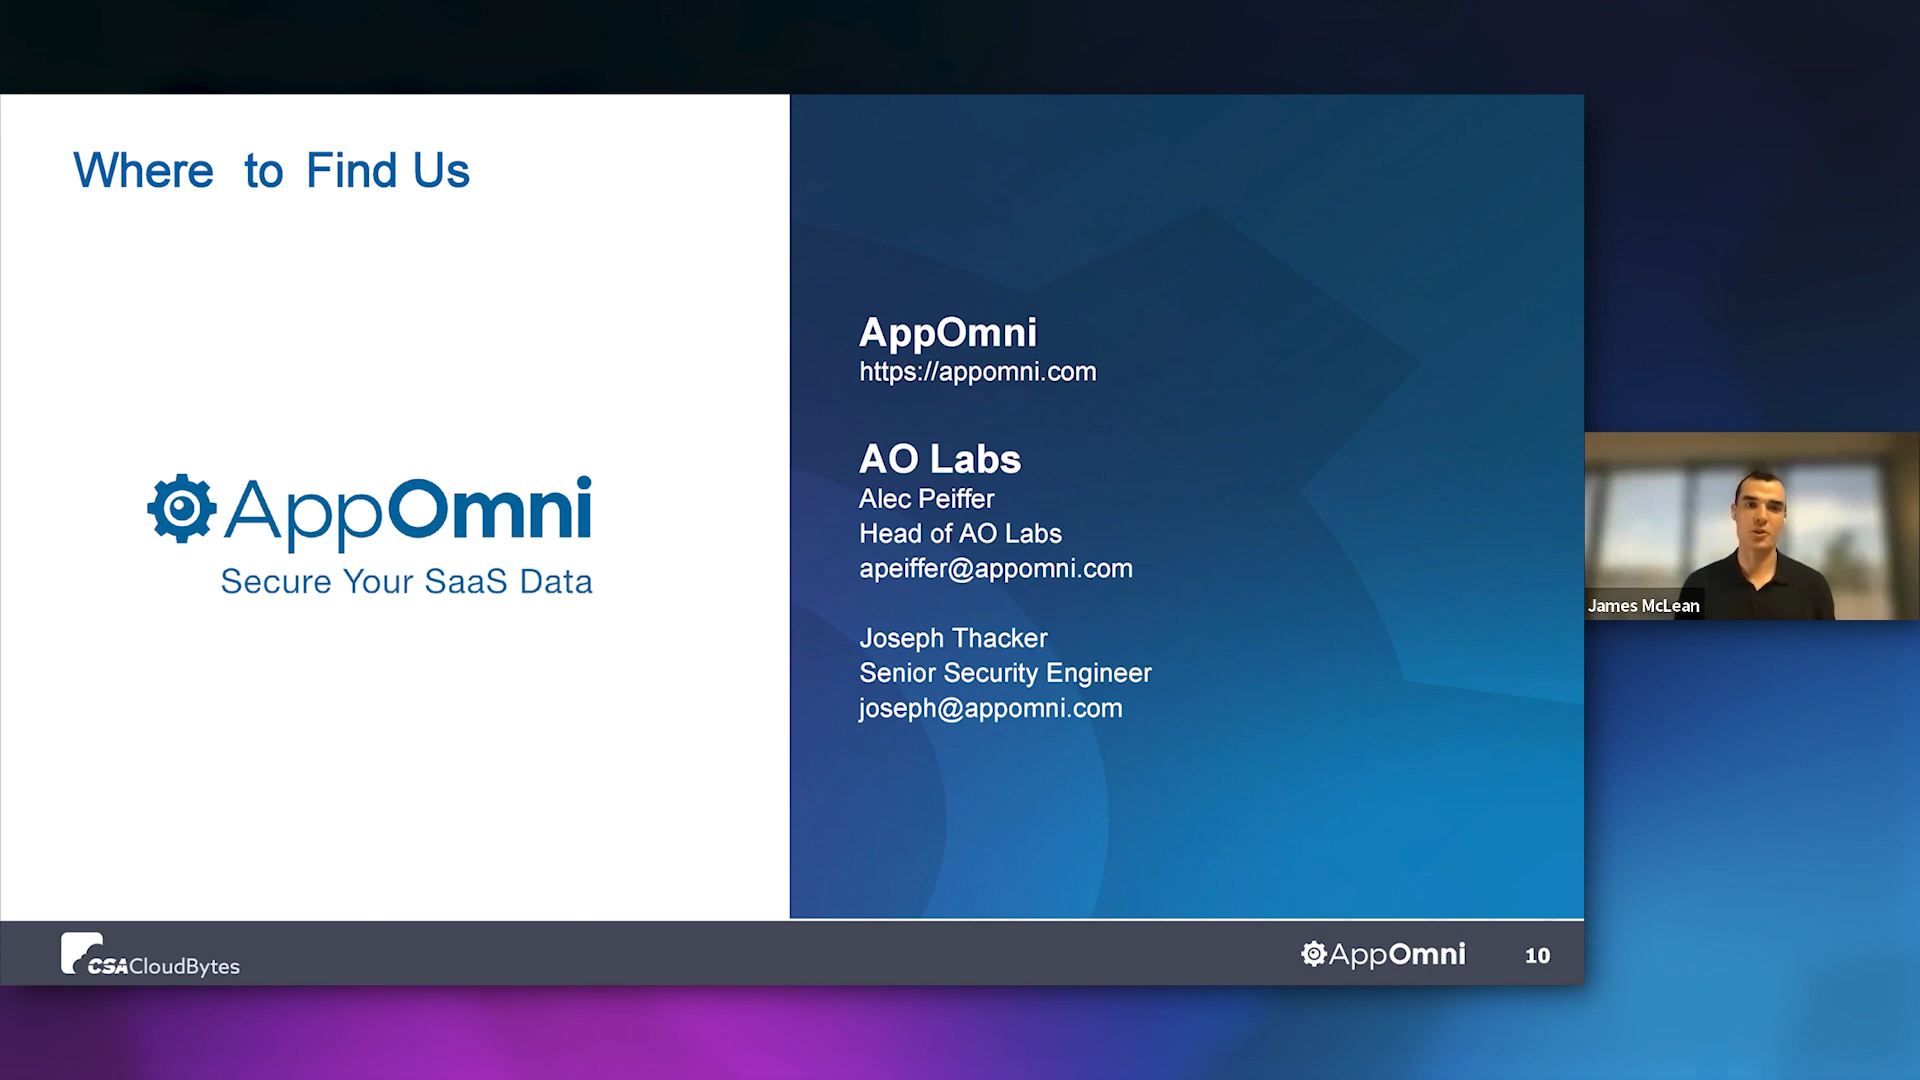 Where to Find Us
AppOmni
Secure Your SaaS Data
AppOmni
https://appomni.com
AO Labs
Alec Peiffer
Head of AO Labs
apeiffer@appomni.com
Joseph Thacker
Senior Security Engineer
joseph@appomni.com
James McLean
CSACloudBytes
AppOmni
10